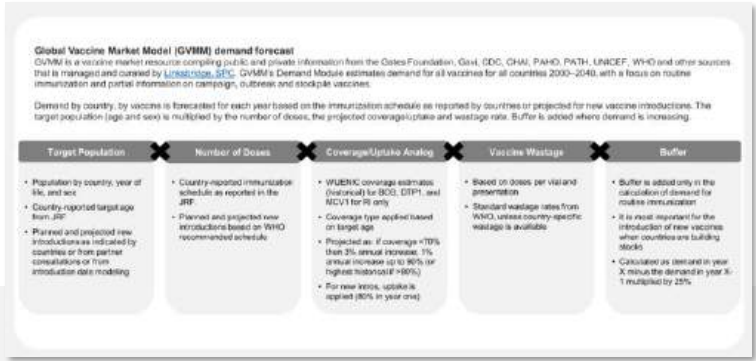 Global Vaccine Market Model (GVMM) demand forecast
GVMM is a vaccine market resource compiling public and private information from the Gates Foundation, Gavi, CDC, CHAI, PAHO, PATH, UNICEF, WHO and other sources
that is managed and curated by Linksbridge, SPC. GVMM's Demand Module estimates demand for all vaccines for all countries 2000–2040, with a focus on routine
immunization and partial information on campaign, outbreak and stockpile vaccines.
Demand by country, by vaccine is forecasted for each year based on the immunization schedule as reported by countries or projected for new vaccine introductions. The
target population (age and sex) is multiplied by the number of doses, the projected coverage/uptake and wastage rate. Buffer is added where demand is increasing.
Target Population
• Population by country, year of
life, and sex
• Country-reported target age
from JRF
• Planned and projected new
introductions as indicated by
countries or from partner
consultations or from
introduction date modeling
Number of Doses
• Country-reported immunization
schedule as reported in the
JRF
• Planned and projected new
introductions based on WHO
recommended schedule
Coverage/Uptake Analog
• WUENIC coverage estimates
(historical) for BCG, DTP1, and
MCV1 for RI only
• Coverage type applied based
on target age
• Projected as: if coverage <70%
then 3% annual increase; 1%
annual increase up to 90% (or
highest historical if >90%)
• For new intros, uptake is
applied (80% in year one)
Vaccine Wastage
• Based on doses per vial and
presentation
• Standard wastage rates from
WHO, unless country-specific
wastage is available
Buffer
• Buffer is added only in the
calculation of demand for
routine immunization
• It is most important for the
introduction of new vaccines
when countries are building
stocks
• Calculated as demand in year
X minus the demand in year X-
1 multiplied by 25%